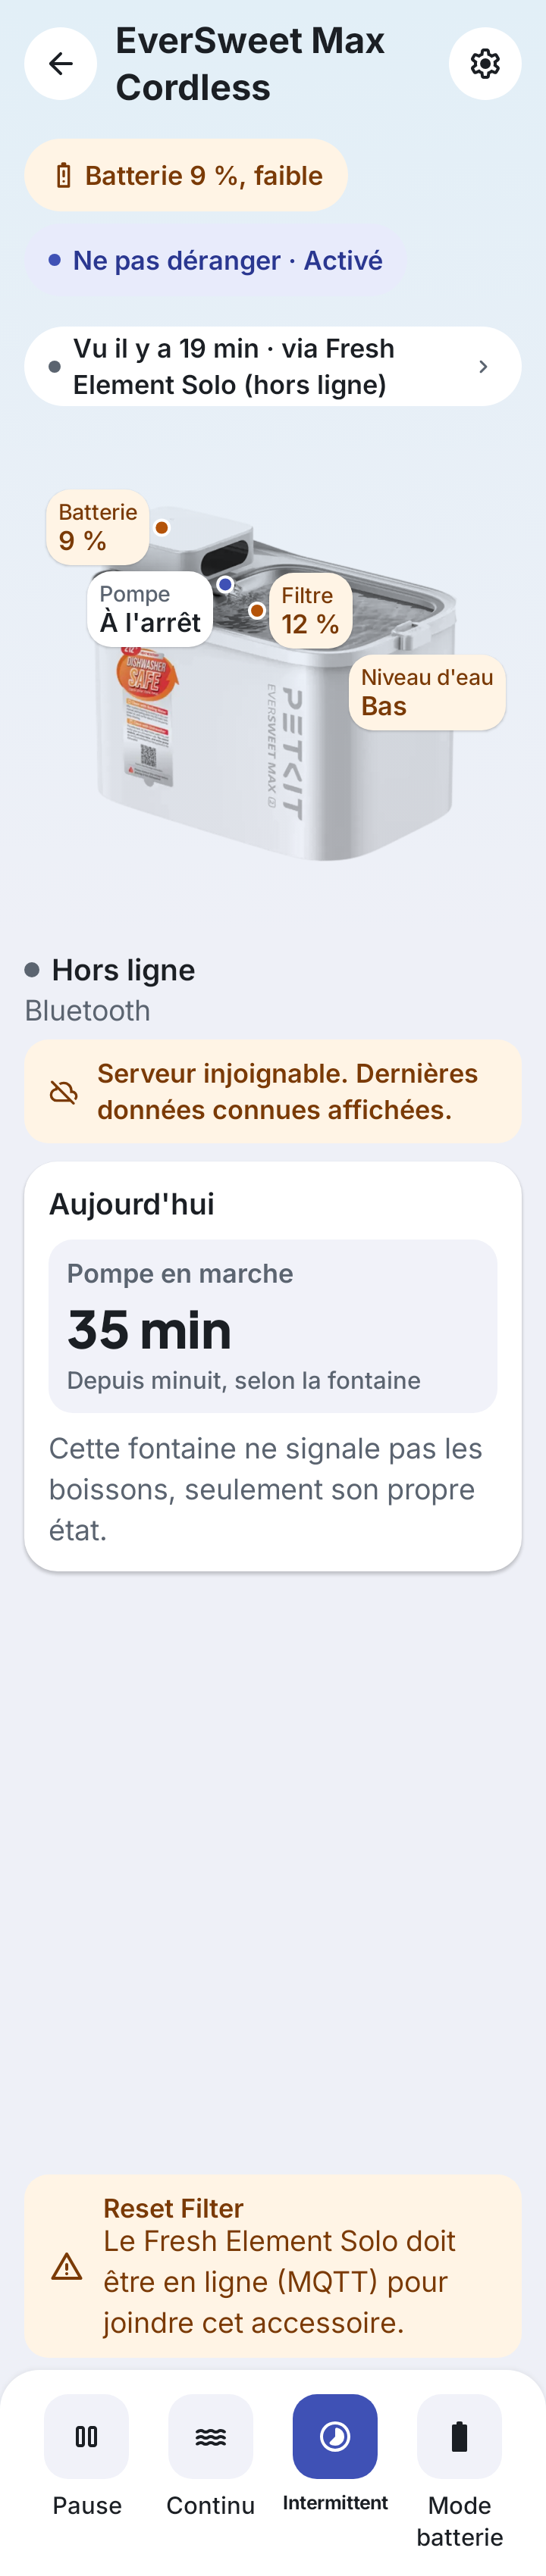 EverSweet Max
Cordless
Batterie 9 %, faible
Ne pas déranger · Activé
Vu il y a 19 min · via Fresh
Element Solo (hors ligne)
Batterie
9 %
Pompe
À l'arrêt
Filtre
12 %
Niveau d'eau
Bas
DISHWASHER
SAFE
PETKIT
EVERSWEET MAX
Hors ligne
Bluetooth
Serveur injoignable. Dernières
données connues affichées.
Aujourd'hui
Pompe en marche
35 min
Depuis minuit, selon la fontaine
Cette fontaine ne signale pas les
boissons, seulement son propre
état.
Reset Filter
Le Fresh Element Solo doit
être en ligne (MQTT) pour
joindre cet accessoire.
Pause
Continu
Intermittent
Mode
batterie